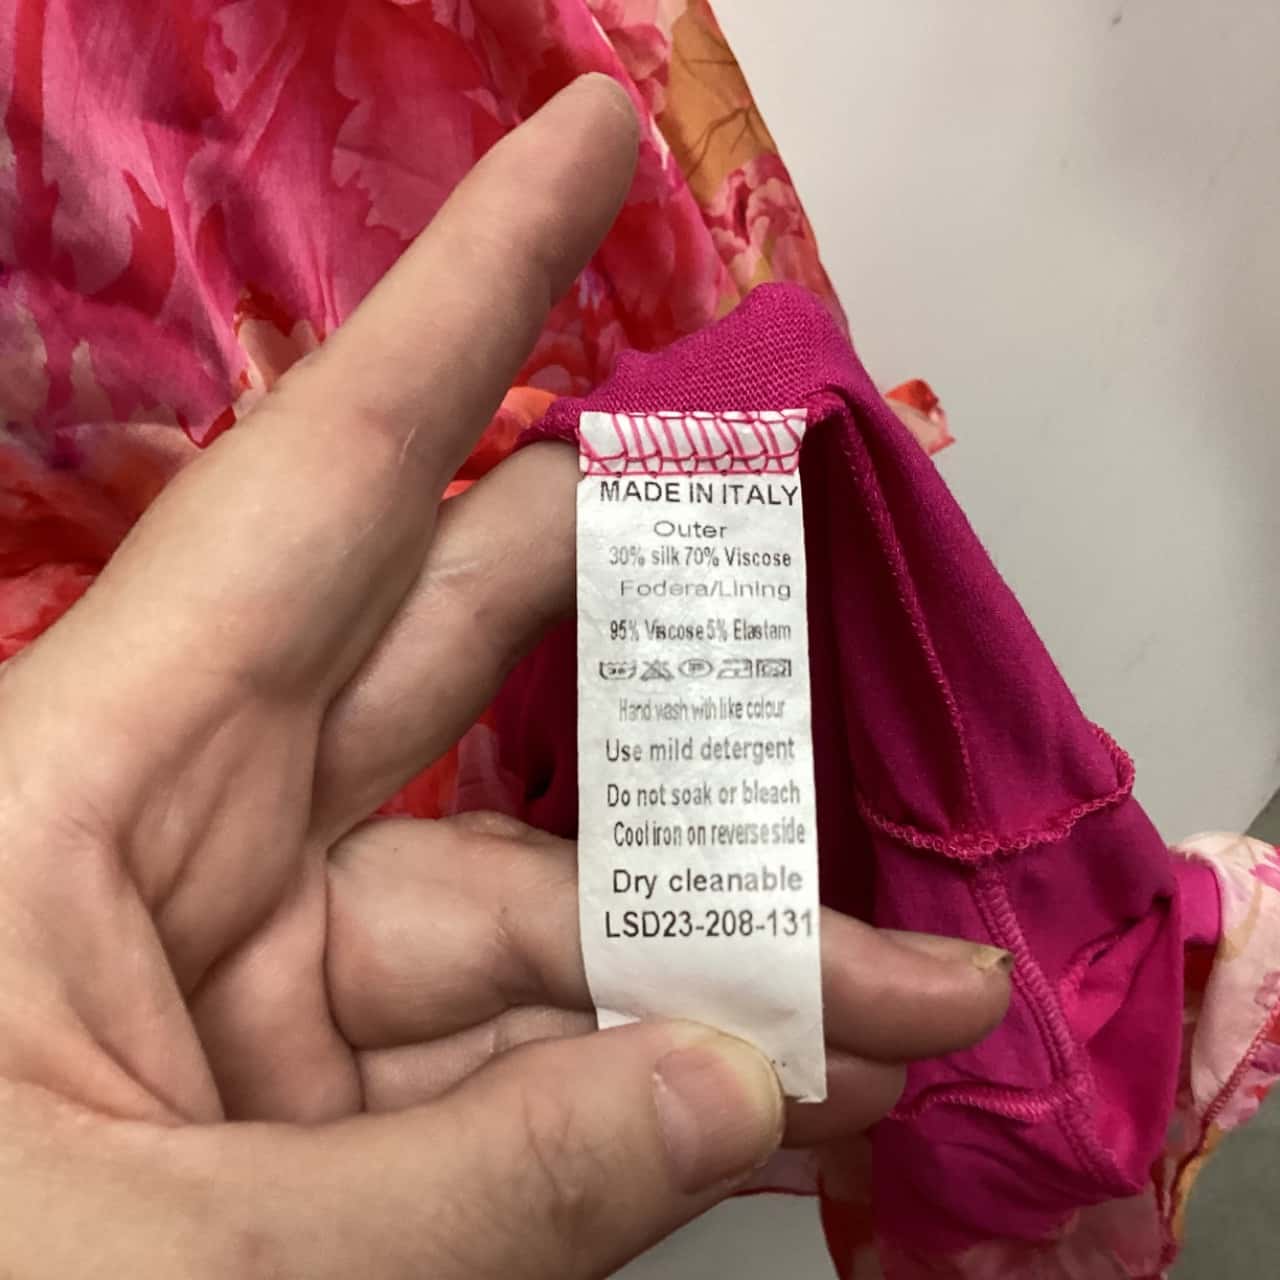 MADE IN ITALY
Outer
30% silk 70% Viscose
Fodera/Lining
95% Viscose 5% Elastam
Hand wash with like colour
Use mild detergent
Do not soak or bleach
Cool iron on reverse side
Dry cleanable
LSD23-208-131